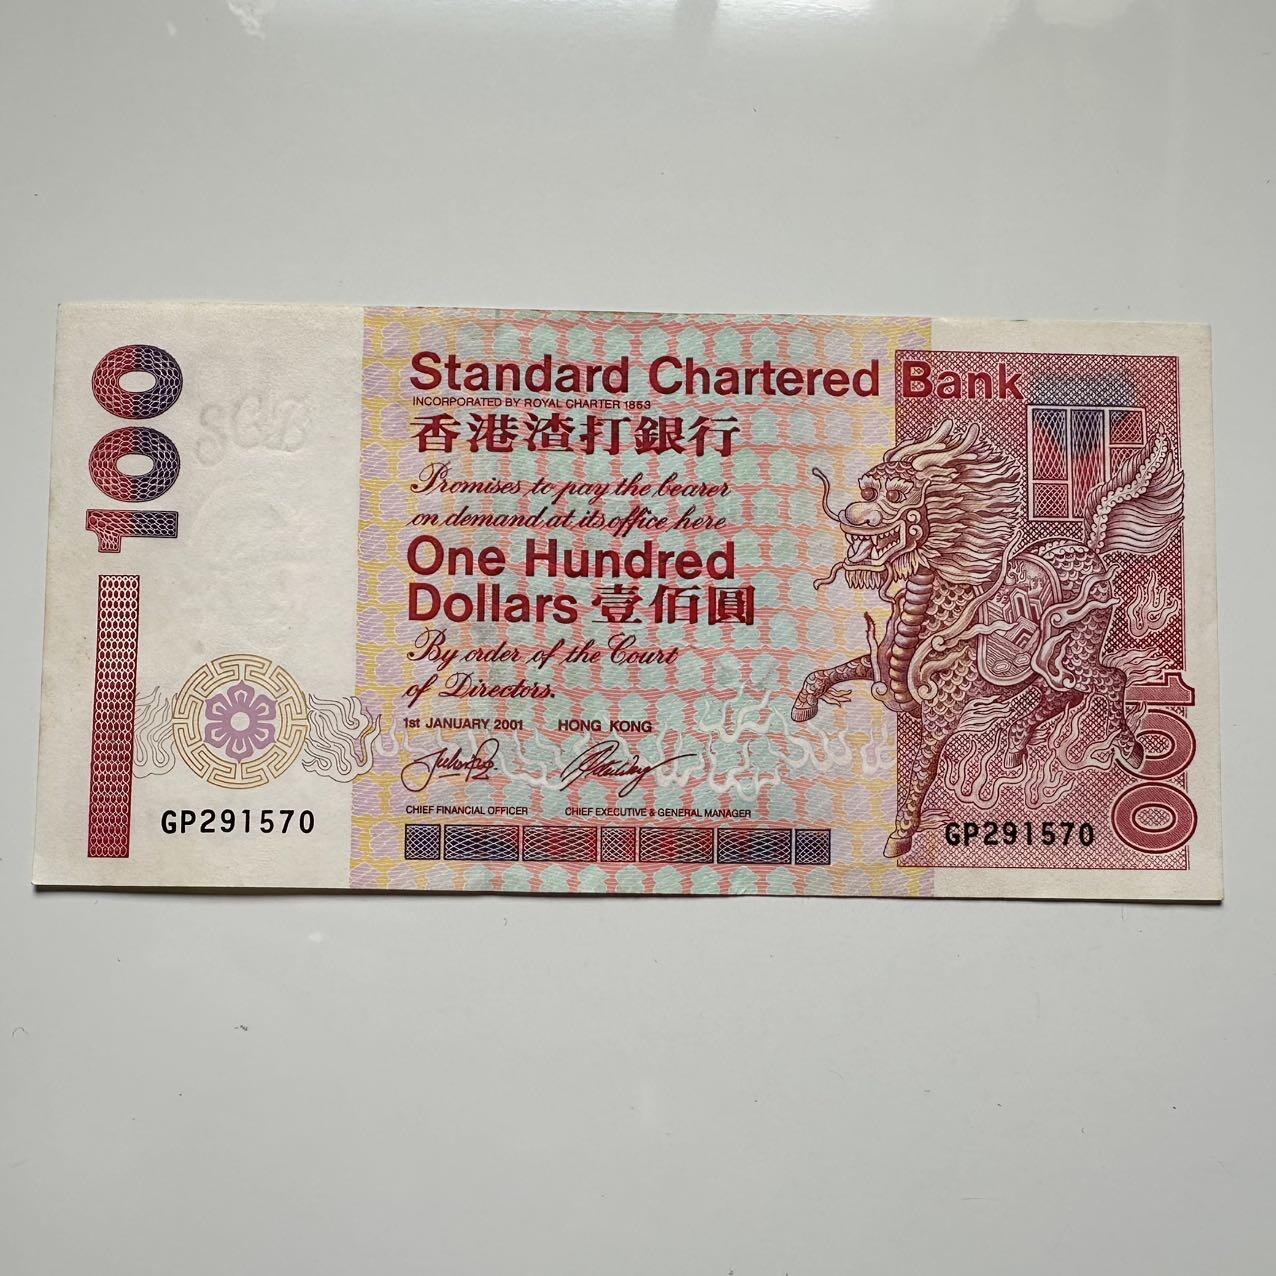 100
SCB
Standard Chartered Bank
INCORPORATED BY ROYAL CHARTER 1853
香港渣打銀行
Promises to pay the bearer
on demand at its office here
One Hundred
Dollars 壹佰圓
By order of the Court
of Directors.
1st JANUARY 2001 HONG KONG
CHIEF FINANCIAL OFFICER CHIEF EXECUTIVE & GENERAL MANAGER
GP291570
GP291570
100